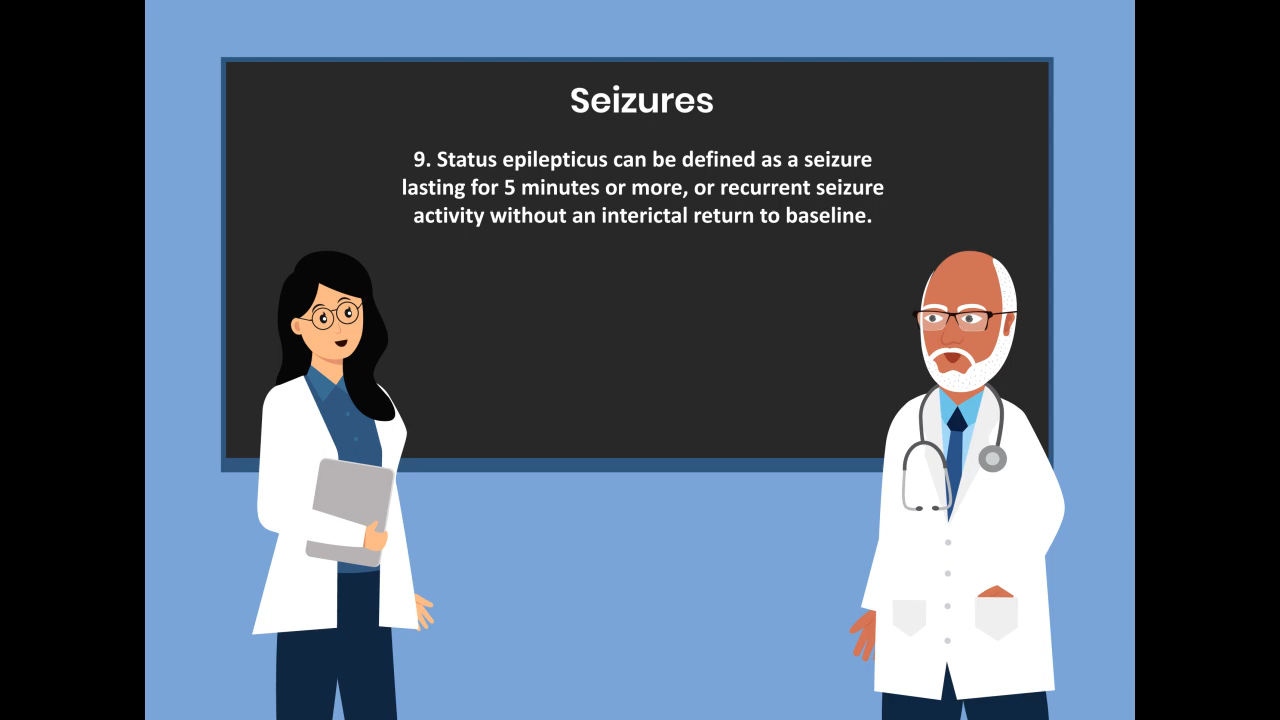 Seizures
9. Status epilepticus can be defined as a seizure
lasting for 5 minutes or more, or recurrent seizure
activity without an interictal return to baseline.